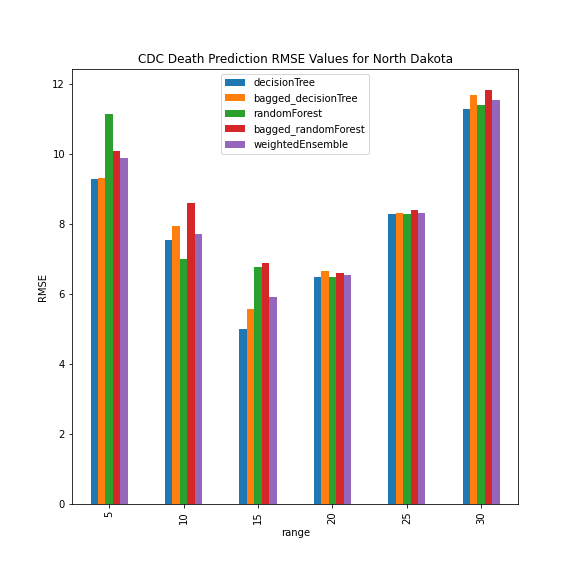 CDC Death Prediction RMSE Values for North Dakota
decisionTree
bagged_decisionTree
randomForest
bagged_randomForest
weightedEnsemble
12
10
8
6
4
2
0
RMSE
5 10 15 20 25 30
range